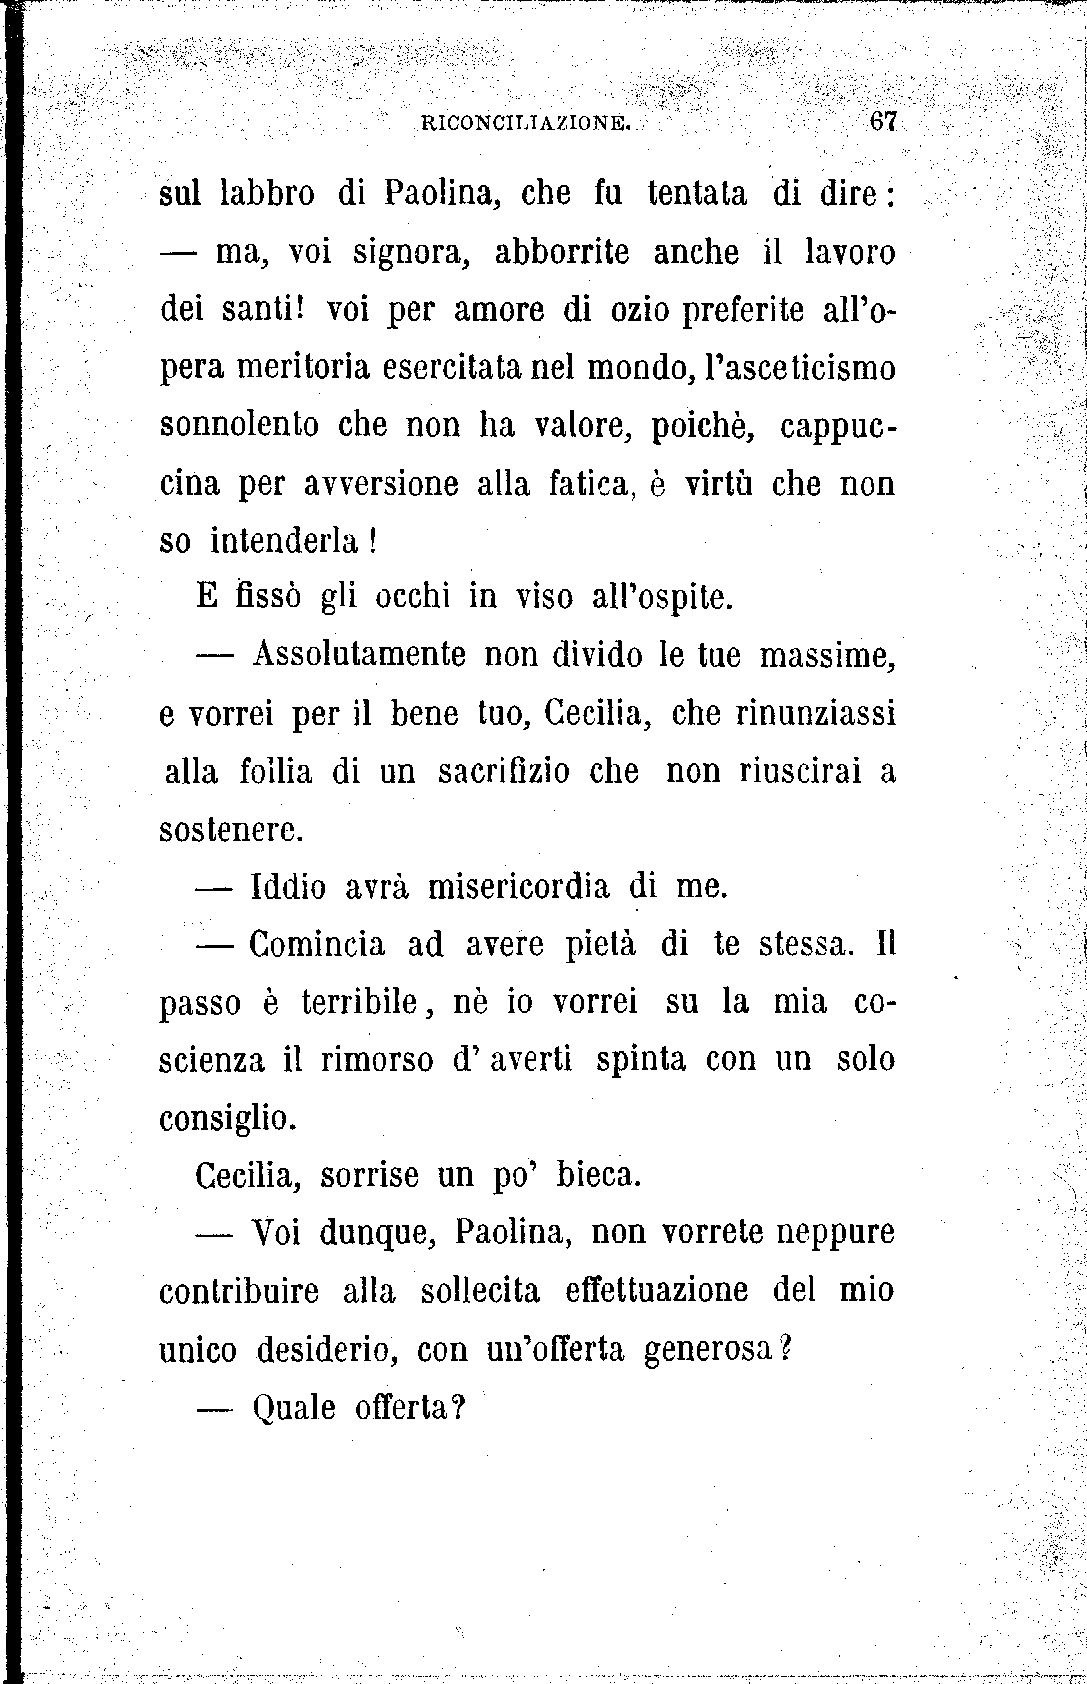 RICONCILIAZIONE. 67
sul labbro di Paolina, che fu tentata di dire :
— ma, voi signora, abborrite anche il lavoro
dei santi! voi per amore di ozio preferite all'o-
pera meritoria esercitata nel mondo, l'asceticismo
sonnolento che non ha valore, poichè, cappuc-
cina per avversione alla fatica, è virtù che non
so intenderla !
E fissò gli occhi in viso all'ospite.
— Assolutamente non divido le tue massime,
e vorrei per il bene tuo, Cecilia, che rinunziassi
alla follia di un sacrifizio che non riuscirai a
sostenere.
— Iddio avrà misericordia di me.
— Comincia ad avere pietà di te stessa. Il
passo è terribile, nè io vorrei su la mia co-
scienza il rimorso d' averti spinta con un solo
consiglio.
Cecilia, sorrise un po' bieca.
— Voi dunque, Paolina, non vorrete neppure
contribuire alla sollecita effettuazione del mio
unico desiderio, con un'offerta generosa?
— Quale offerta?